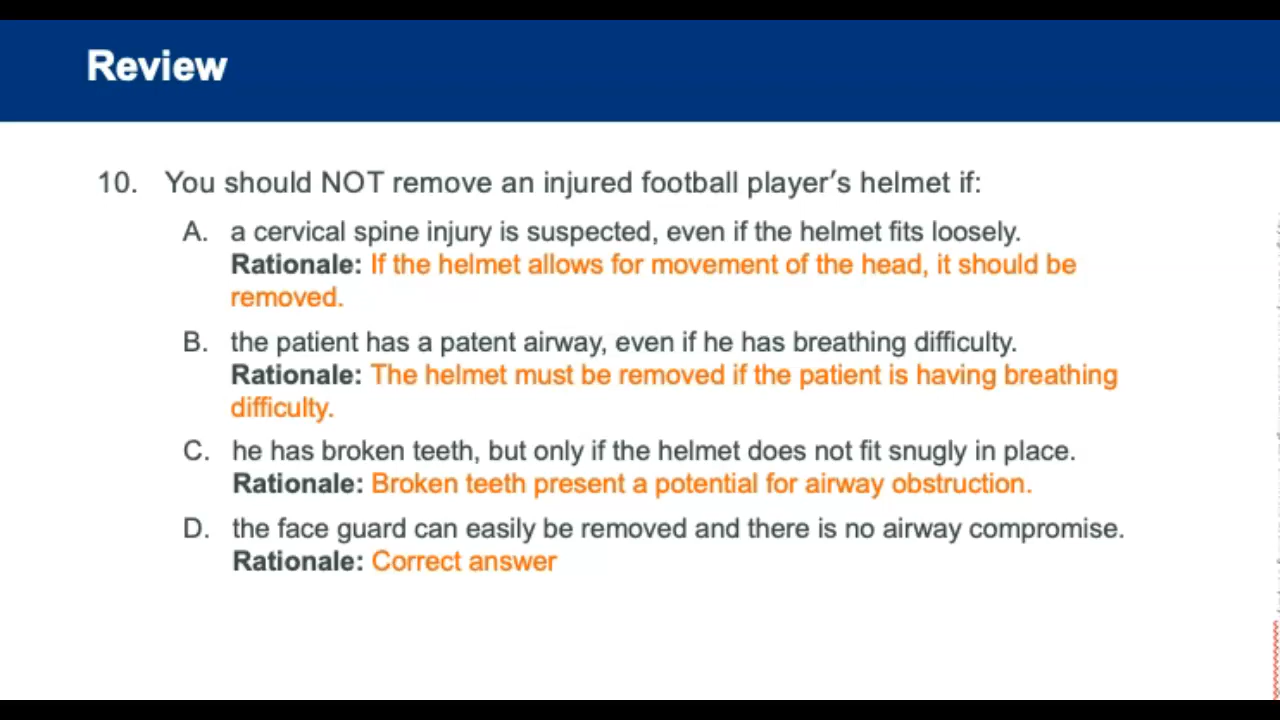 Review
10. You should NOT remove an injured football player’s helmet if:
A. a cervical spine injury is suspected, even if the helmet fits loosely.
Rationale: If the helmet allows for movement of the head, it should be
removed.
B. the patient has a patent airway, even if he has breathing difficulty.
Rationale: The helmet must be removed if the patient is having breathing
difficulty.
C. he has broken teeth, but only if the helmet does not fit snugly in place.
Rationale: Broken teeth present a potential for airway obstruction.
D. the face guard can easily be removed and there is no airway compromise.
Rationale: Correct answer